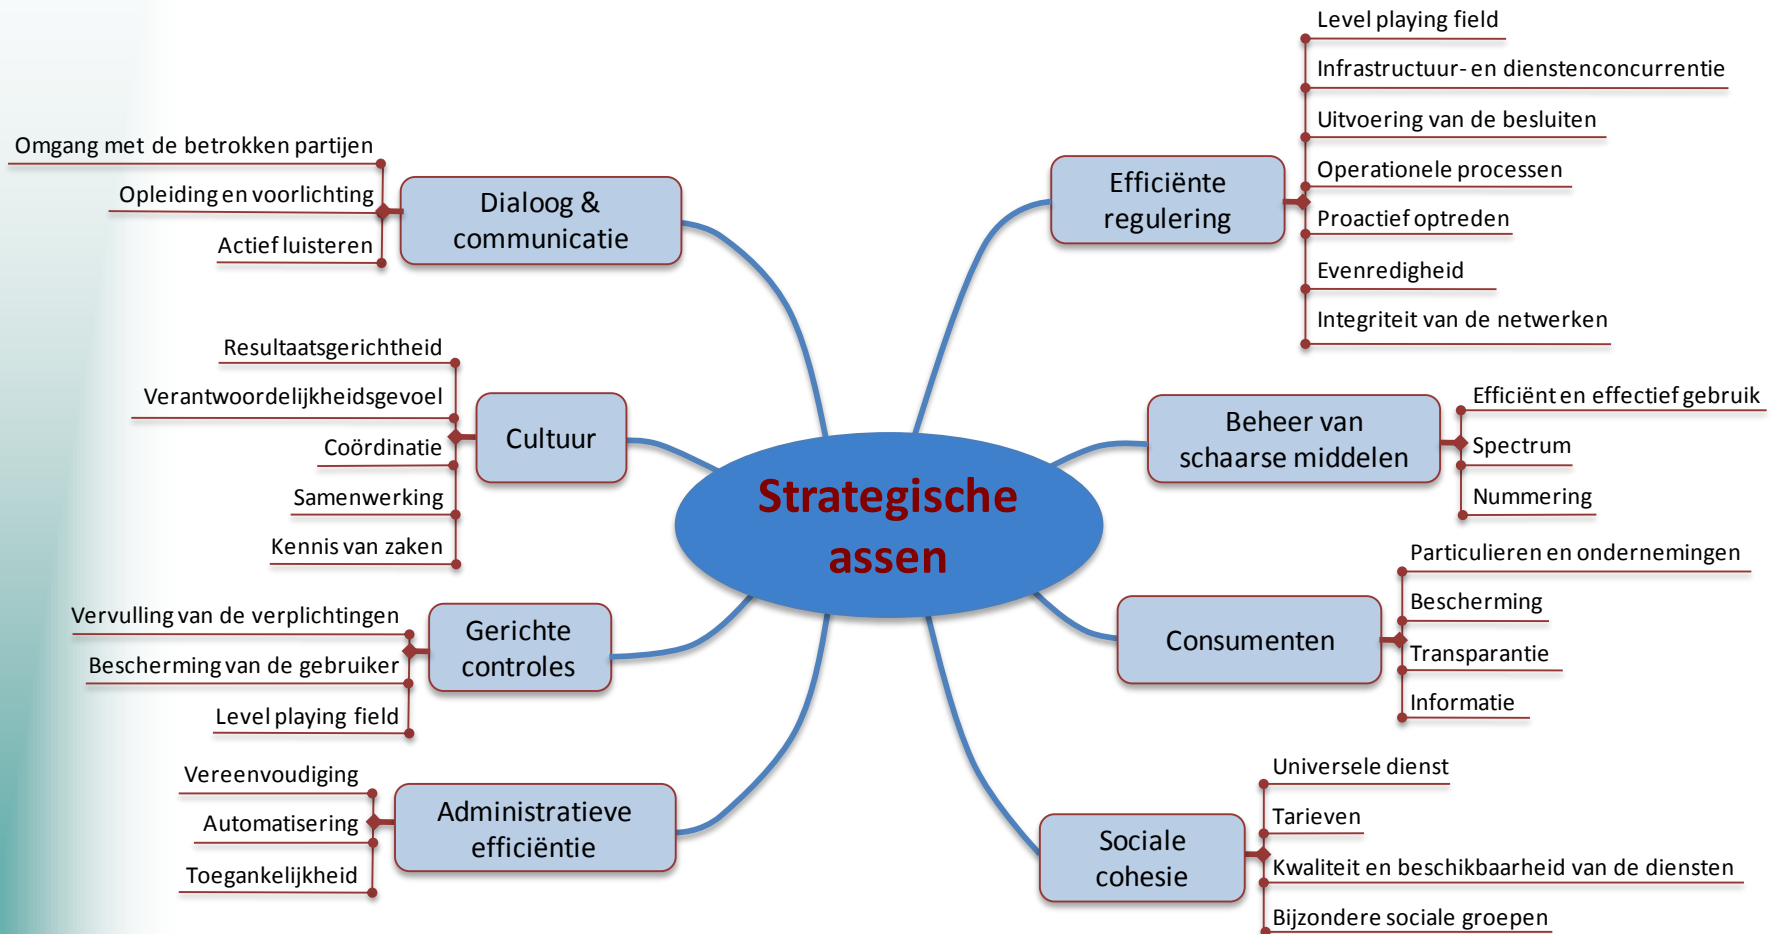 Level playing field
Infrastructuur- en dienstenconcurrentie
Uitvoering van de besluiten
Operationele processen
Proactief optreden
Evenredigheid
Integriteit van de netwerken
Efficiënte
regulering
Omgang met de betrokken partijen
Opleiding en voorlichting
Actief luisteren
Dialoog &
communicatie
Resultaatsgerichtheid
Verantwoordelijkheidsgevoel
Coördinatie
Samenwerking
Kennis van zaken
Cultuur
Beheer van
schaarse middelen
Efficiënt en effectief gebruik
Spectrum
Nummering
Strategische
assen
Particulieren en ondernemingen
Bescherming
Transparantie
Informatie
Consumenten
Vervulling van de verplichtingen
Bescherming van de gebruiker
Level playing field
Gerichte
controles
Vereenvoudiging
Automatisering
Toegankelijkheid
Administratieve
efficiëntie
Sociale
cohesie
Universele dienst
Tarieven
Kwaliteit en beschikbaarheid van de diensten
Bijzondere sociale groepen